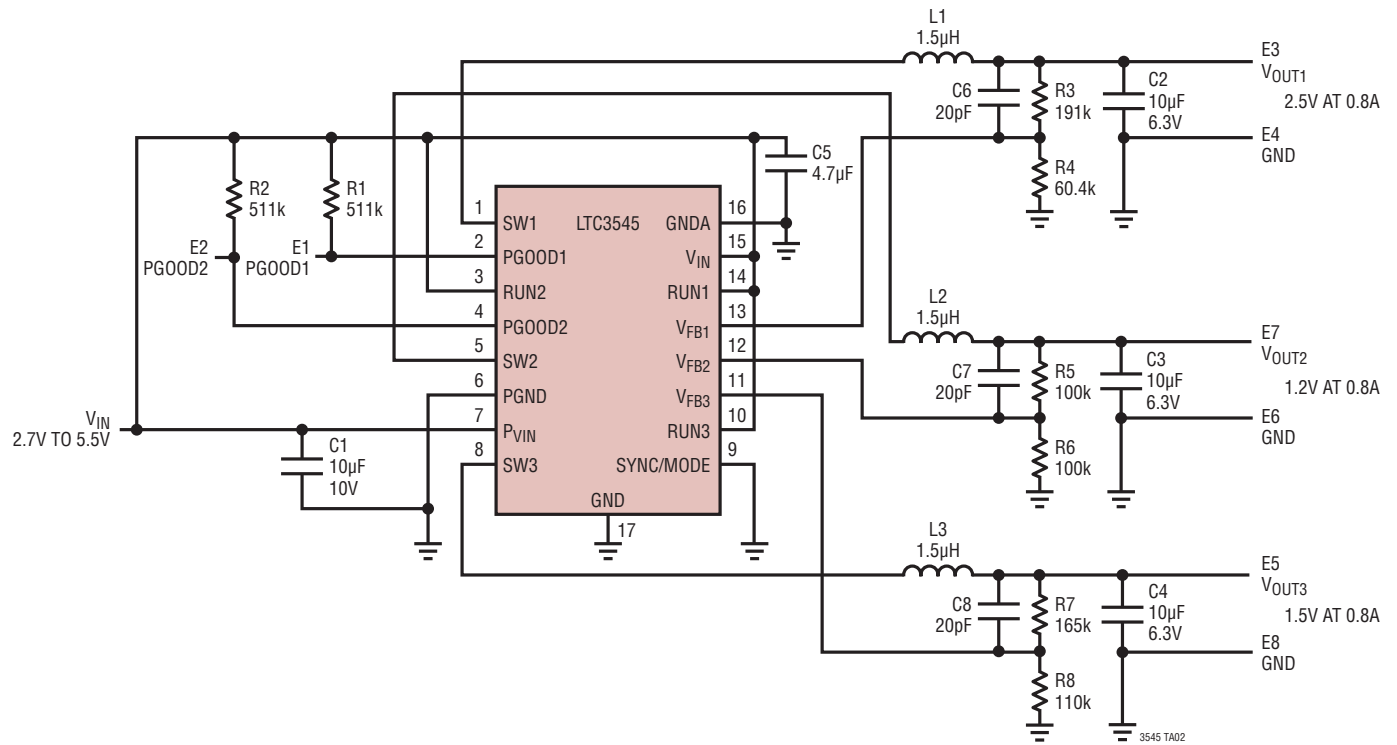 L1
1.5µH
E3
VOUT1
2.5V AT 0.8A
C6
20pF
R3
191k
C2
10µF
6.3V
E4
GND
R4
60.4k
C5
4.7µF
R2
511k
R1
511k
E2
PGOOD2
E1
PGOOD1
LTC3545
1
SW1
2
PGOOD1
3
RUN2
4
PGOOD2
5
SW2
6
PGND
7
PVIN
8
SW3
16
GNDA
15
VIN
14
RUN1
13
VFB1
12
VFB2
11
VFB3
10
RUN3
9
SYNC/MODE
GND
17
VIN
2.7V TO 5.5V
C1
10µF
10V
L2
1.5µH
E7
VOUT2
1.2V AT 0.8A
C7
20pF
R5
100k
C3
10µF
6.3V
E6
GND
R6
100k
L3
1.5µH
E5
VOUT3
1.5V AT 0.8A
C8
20pF
R7
165k
C4
10µF
6.3V
E8
GND
R8
110k
3545 TA02